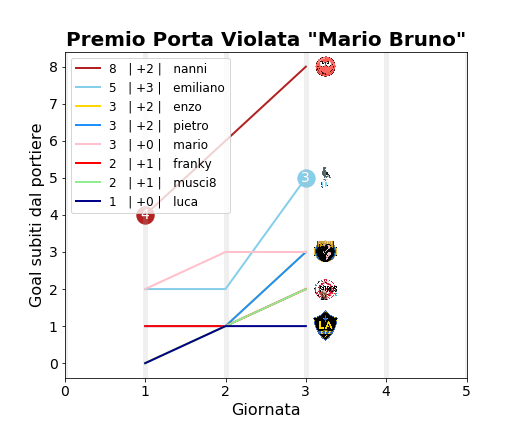 Premio Porta Violata "Mario Bruno"
8 | +2 | nanni
5 | +3 | emiliano
3 | +2 | enzo
3 | +2 | pietro
3 | +0 | mario
2 | +1 | franky
2 | +1 | musci8
1 | +0 | luca
Goal subiti dal portiere
8
7
6
5
4
3
2
1
0
4
3
LA
0
1
2
3
4
5
Giornata